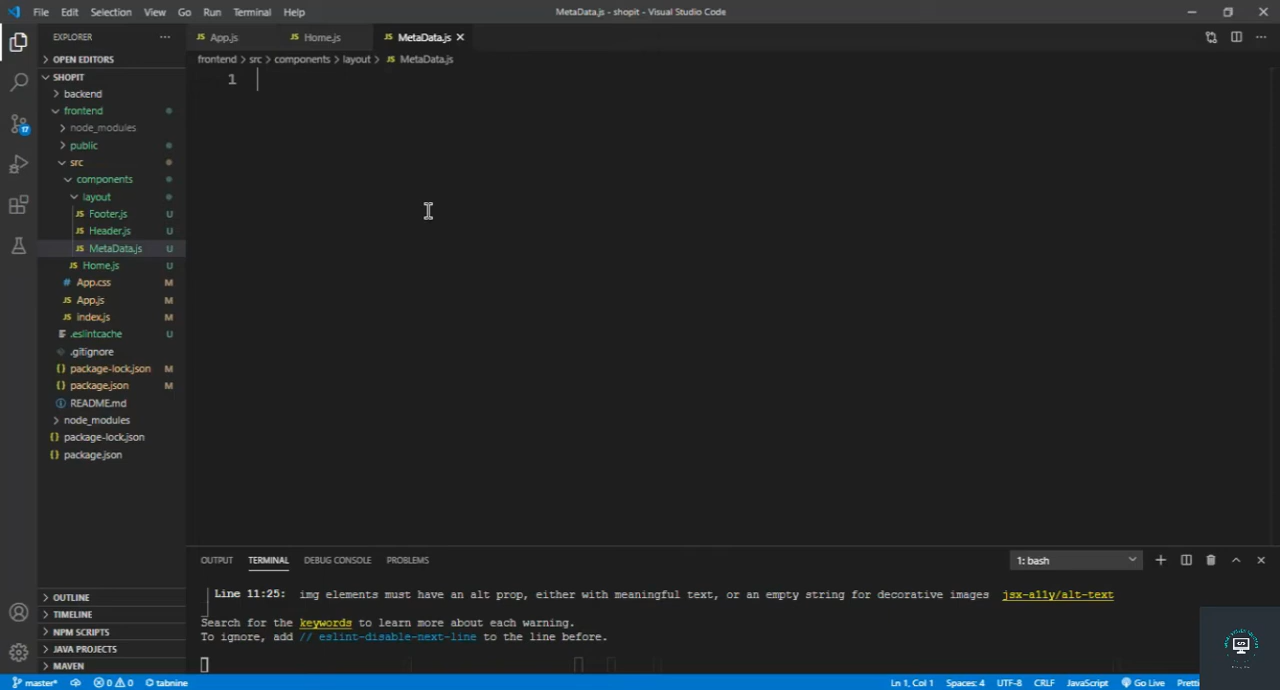 File Edit Selection View Go Run Terminal Help MetaData.js - shopit - Visual Studio Code
EXPLORER
App.js Home.js MetaData.js
OPEN EDITORS
frontend > src > components > layout > MetaData.js
SHOPIT
1
backend
frontend
node_modules
public
src
components
layout
Footer.js U
Header.js U
MetaData.js U
Home.js U
App.css M
App.js M
index.js M
.eslintcache U
.gitignore
package-lock.json M
package.json M
README.md
node_modules
package-lock.json
package.json
17
OUTPUT TERMINAL DEBUG CONSOLE PROBLEMS 1: bash
Line 11:25: img elements must have an alt prop, either with meaningful text, or an empty string for decorative images jsx-a11y/alt-text
Search for the keywords to learn more about each warning.
To ignore, add // eslint-disable-next-line to the line before.
OUTLINE
TIMELINE
NPM SCRIPTS
JAVA PROJECTS
MAVEN
master* 0 0 tabnine Ln 1, Col 1 Spaces: 4 UTF-8 CRLF JavaScript Go Live Pretti